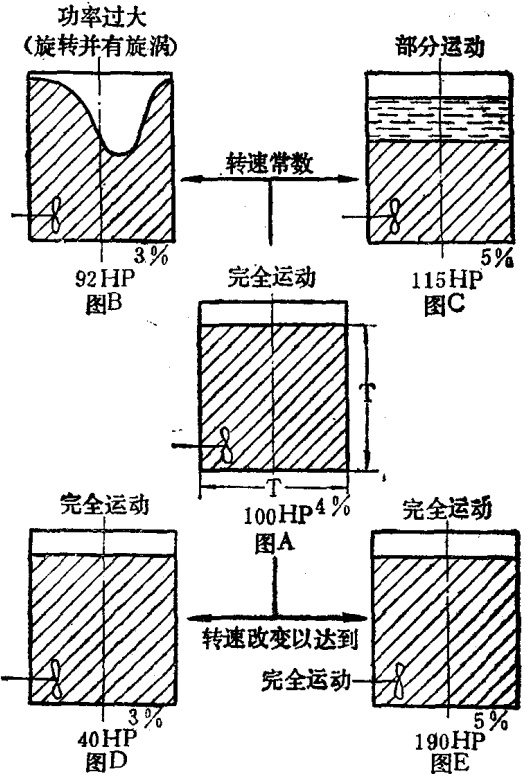 功率过大
(旋转并有旋涡)
3%
92HP
图B
部分运动
5%
115HP
图C
转速常数
完全运动
T
T
100HP 4%
图A
完全运动
3%
40HP
图D
转速改变以达到
完全运动
完全运动
5%
190HP
图E